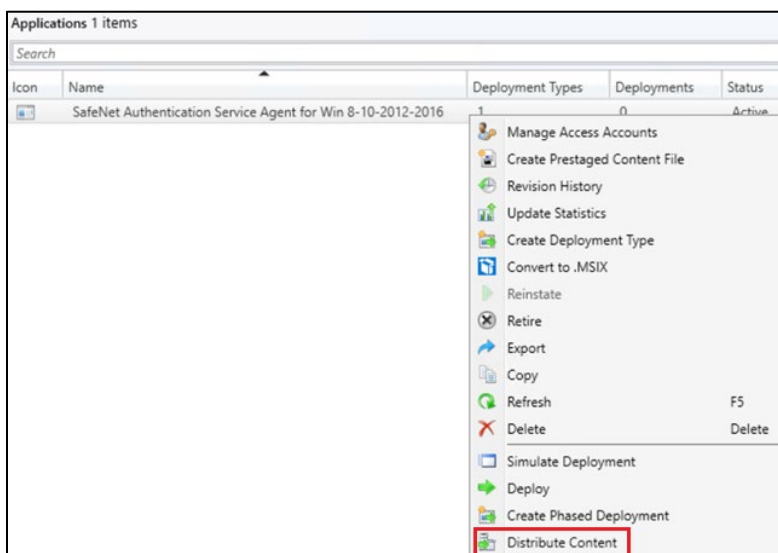 Applications 1 items
Search
Icon Name Deployment Types Deployments Status
SafeNet Authentication Service Agent for Win 8-10-2012-2016 1 0 Active
Manage Access Accounts
Create Prestaged Content File
Revision History
Update Statistics
Create Deployment Type
Convert to .MSIX
Reinstate
Retire
Export
Copy
Refresh F5
Delete Delete
Simulate Deployment
Deploy
Create Phased Deployment
Distribute Content